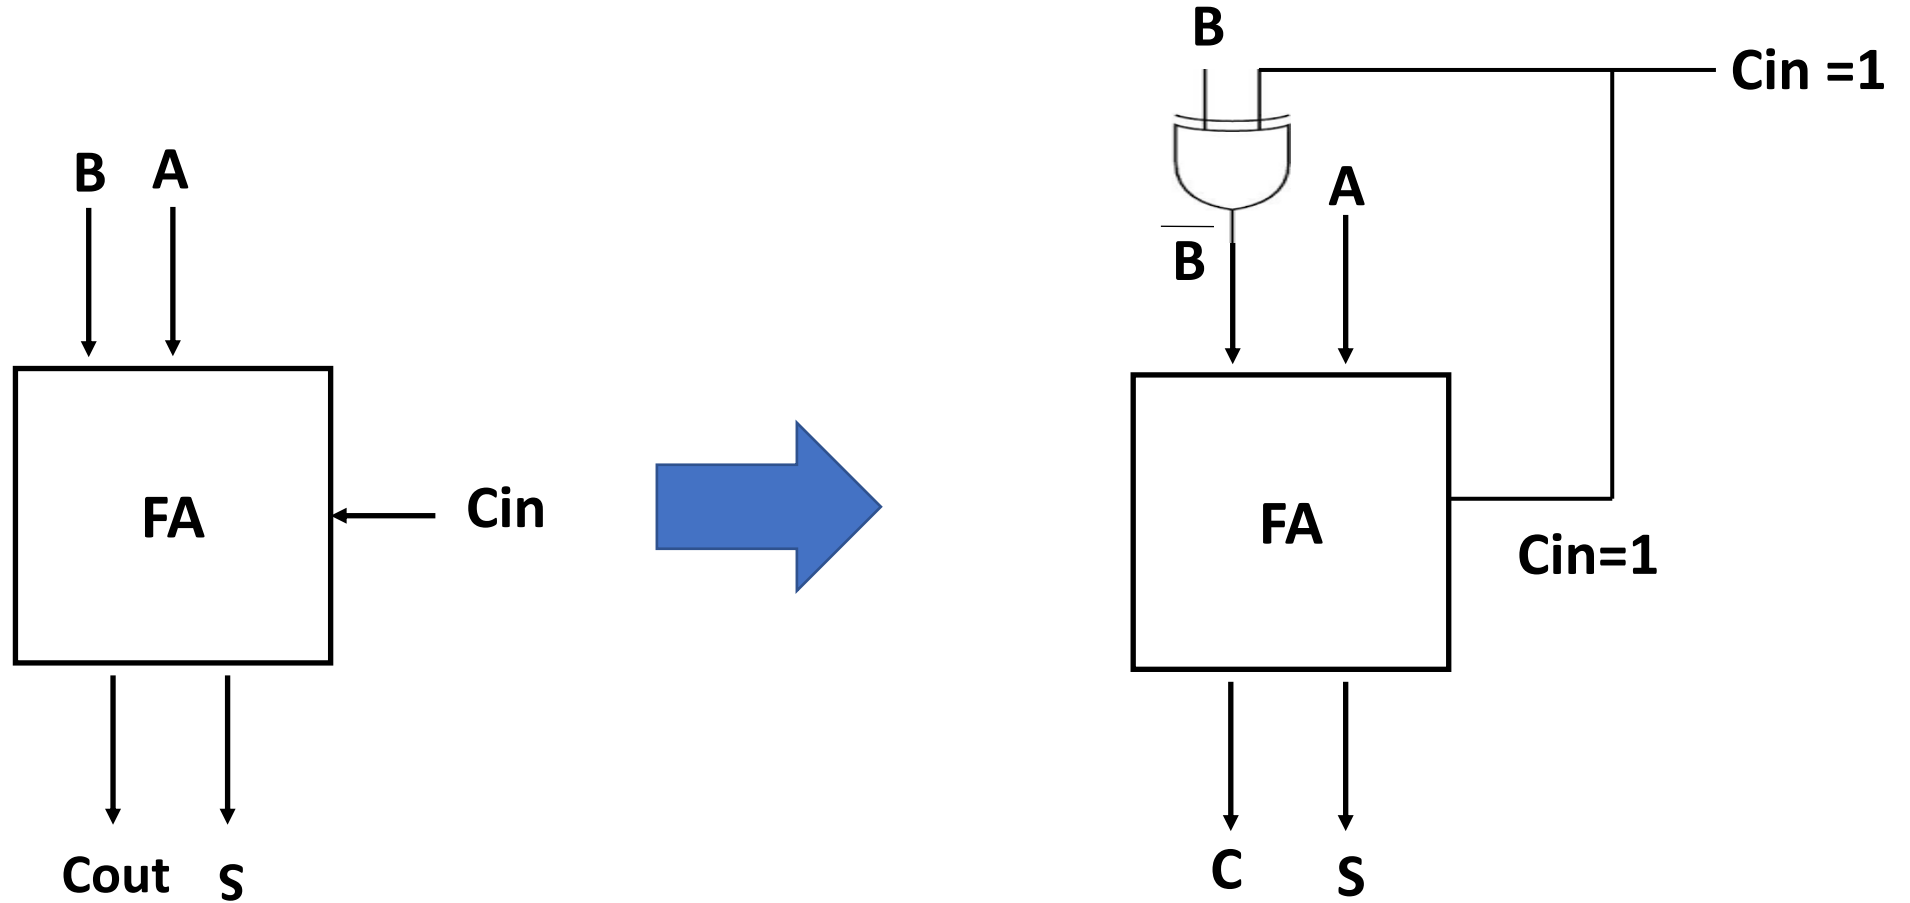 B A
FA
Cin
Cout S
B
Cin =1
A
B̅
FA
Cin=1
C S